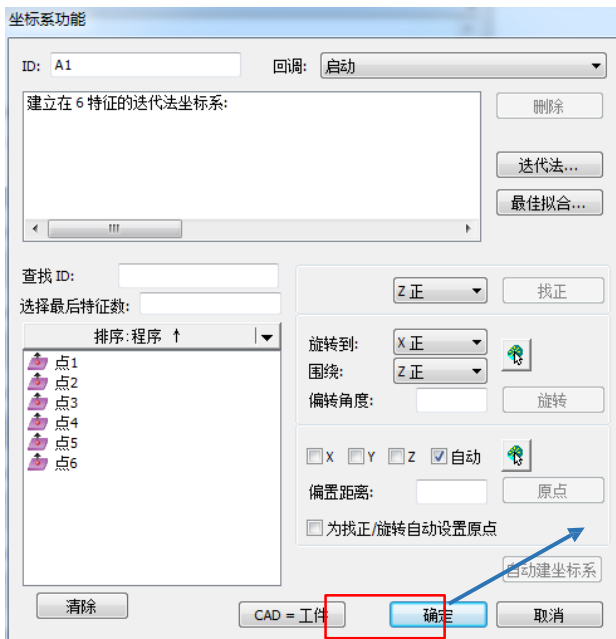 坐标系功能
ID: A1
回调: 启动
建立在 6 特征的迭代法坐标系:
删除
迭代法...
最佳拟合...
查找 ID:
选择最后特征数:
排序:程序 ↑
点1
点2
点3
点4
点5
点6
清除
Z 正
找正
旋转到: X 正
围绕: Z 正
偏转角度:
旋转
X Y Z 自动
偏置距离:
原点
为找正/旋转自动设置原点
自动建坐标系
CAD = 工件
确定
取消